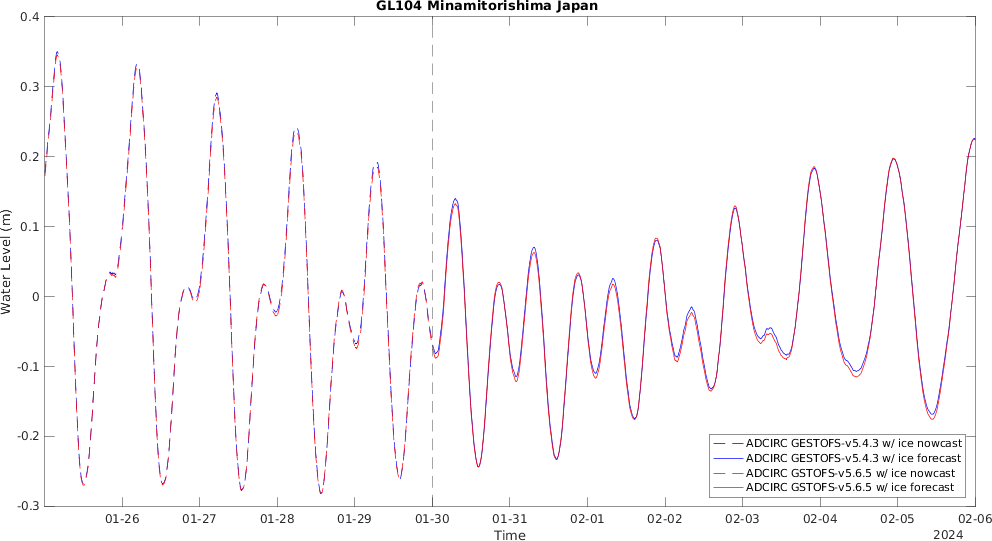 GL104 Minamitorishima Japan
0.4
0.3
0.2
0.1
0
-0.1
-0.2
-0.3
Water Level (m)
ADCIRC GESTOFS-v5.4.3 w/ ice nowcast
ADCIRC GESTOFS-v5.4.3 w/ ice forecast
ADCIRC GSTOFS-v5.6.5 w/ ice nowcast
ADCIRC GSTOFS-v5.6.5 w/ ice forecast
01-26 01-27 01-28 01-29 01-30 01-31 02-01 02-02 02-03 02-04 02-05 02-06
Time
2024